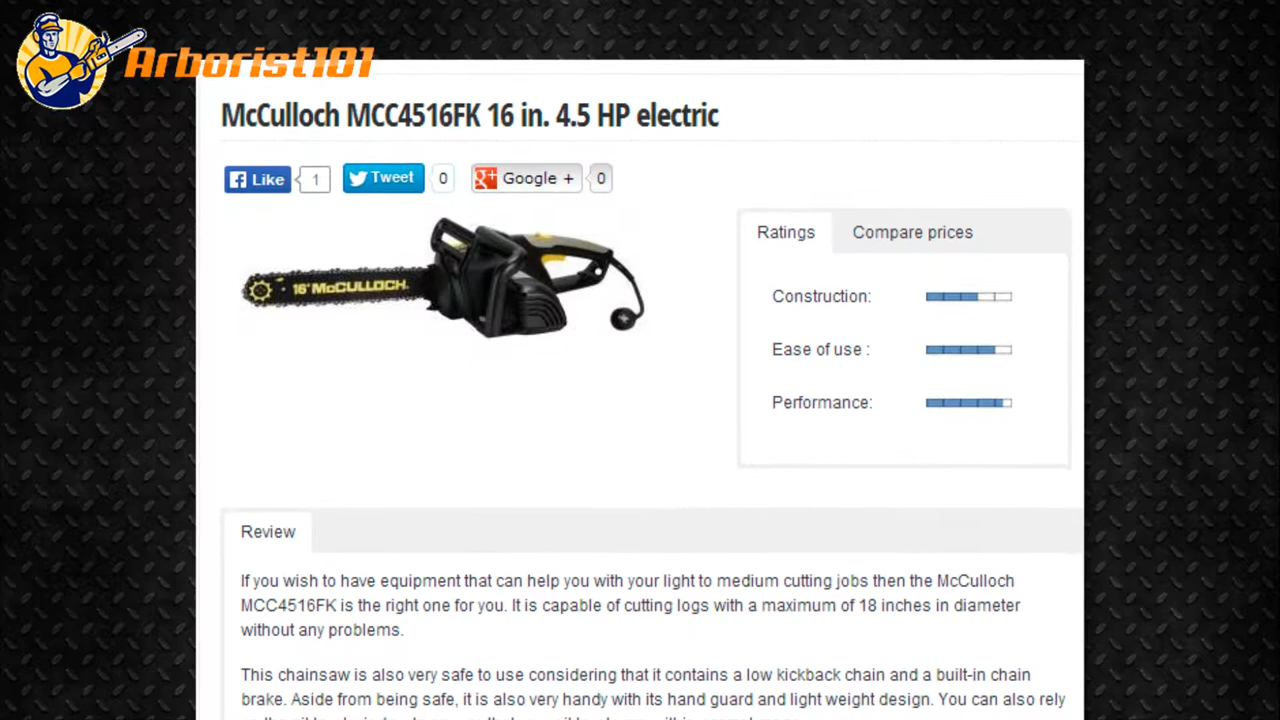 Arborist101
McCulloch MCC4516FK 16 in. 4.5 HP electric
Like 1 Tweet 0 Google + 0
16" McCULLOCH
Ratings Compare prices
Construction:
Ease of use :
Performance:
Review
If you wish to have equipment that can help you with your light to medium cutting jobs then the McCulloch
MCC4516FK is the right one for you. It is capable of cutting logs with a maximum of 18 inches in diameter
without any problems.
This chainsaw is also very safe to use considering that it contains a low kickback chain and a built-in chain
brake. Aside from being safe, it is also very handy with its hand guard and light weight design. You can also rely